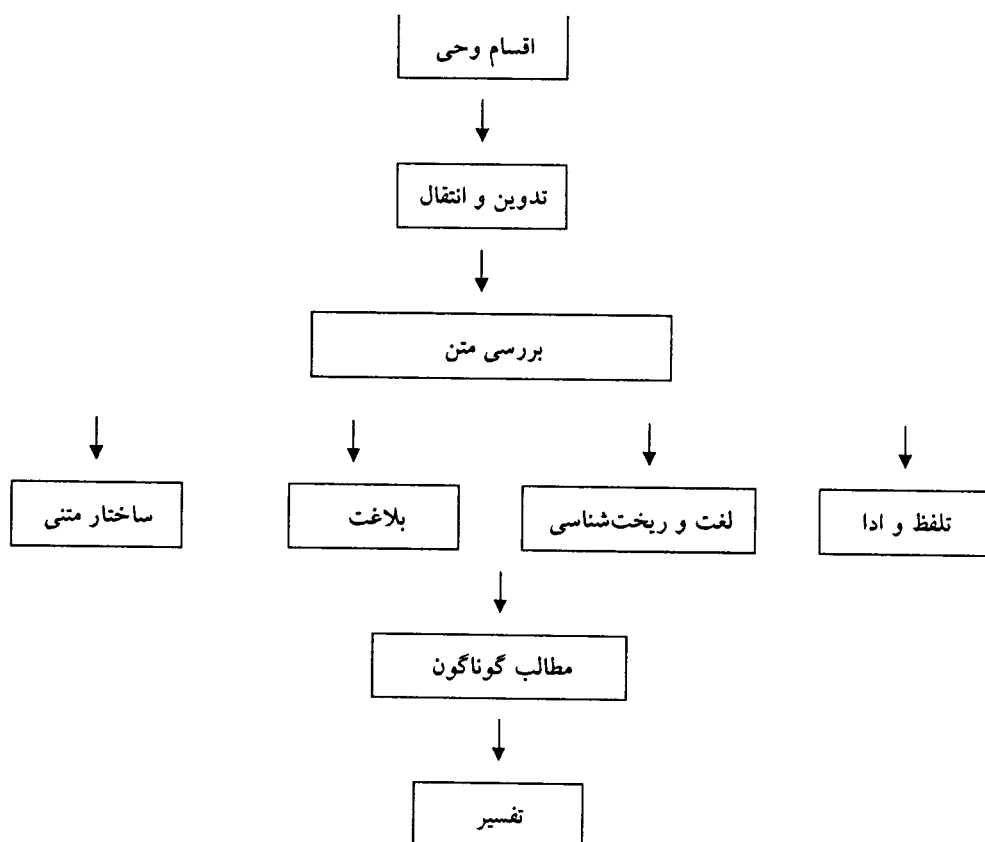 اقسام وحی
تدوین و انتقال
بررسی متن
تلفظ و ادا
لغت و ریخت‌شناسی
بلاغت
ساختار متنی
مطالب گوناگون
تفسیر